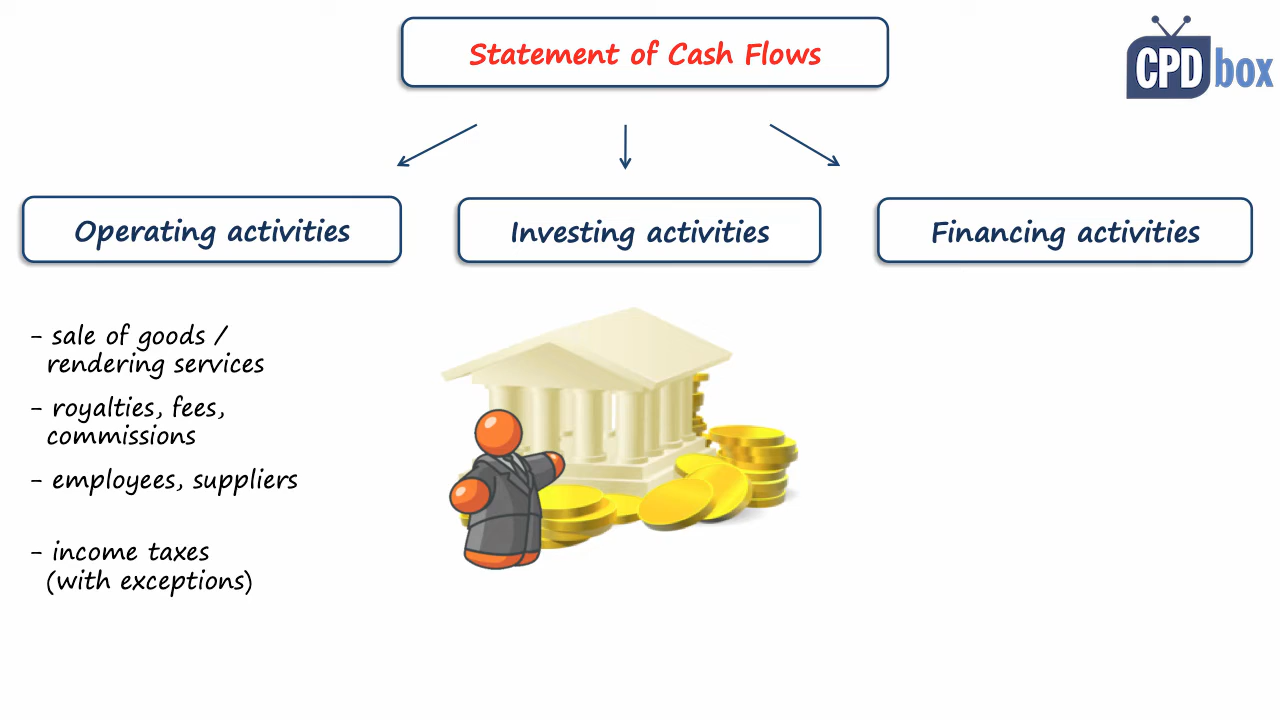 Statement of Cash Flows
CPD box
Operating activities
Investing activities
Financing activities
- sale of goods /
rendering services
- royalties, fees,
commissions
- employees, suppliers
- income taxes
(with exceptions)